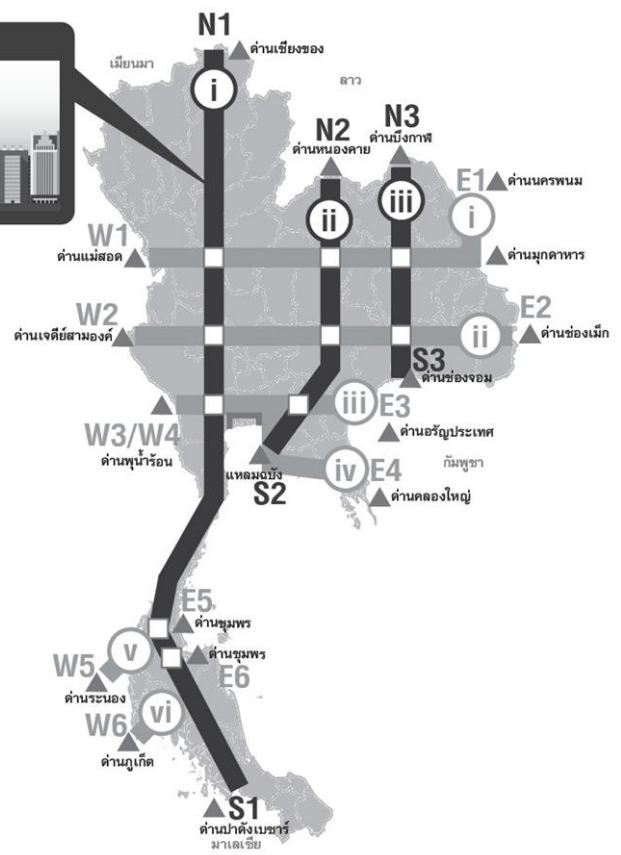 N1
ด่านเชียงของ
เมียนมา
ลาว
i
N2
ด่านหนองคาย
N3
ด่านบึงกาฬ
E1
ด่านนครพนม
iii
ii
i
W1
ด่านแม่สอด
ด่านมุกดาหาร
W2
ด่านเจดีย์สามองค์
E2
ด่านช่องเม็ก
ii
S3
ด่านช่องจอม
iii
E3
W3/W4
ด่านพุน้ำร้อน
ด่านอรัญประเทศ
กัมพูชา
แหลมฉบัง
S2
iv
E4
ด่านคลองใหญ่
E5
ด่านชุมพร
v
W5
ด่านระนอง
ด่านชุมพร
E6
vi
W6
ด่านภูเก็ต
S1
ด่านปาดังเบซาร์
มาเลเซีย